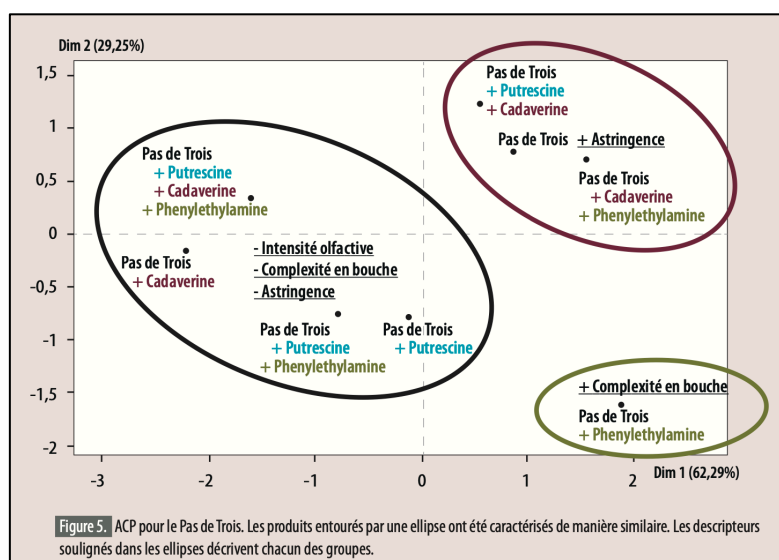 Dim 2 (29,25%)
1,5
1
0,5
0
-0,5
-1
-1,5
-2
Pas de Trois
+ Putrescine
+ Cadaverine
Pas de Trois
+ Astringence
Pas de Trois
+ Cadaverine
+ Phenylethylamine
Pas de Trois
+ Putrescine
+ Cadaverine
+ Phenylethylamine
Pas de Trois
+ Cadaverine
- Intensité olfactive
- Complexité en bouche
- Astringence
Pas de Trois
+ Putrescine
+ Phenylethylamine
Pas de Trois
+ Putrescine
+ Complexité en bouche
Pas de Trois
+ Phenylethylamine
-3
-2
-1
0
1
2
Dim 1 (62,29%)
Figure 5. ACP pour le Pas de Trois. Les produits entourés par une ellipse ont été caractérisés de manière similaire. Les descripteurs
soulignés dans les ellipses décrivent chacun des groupes.